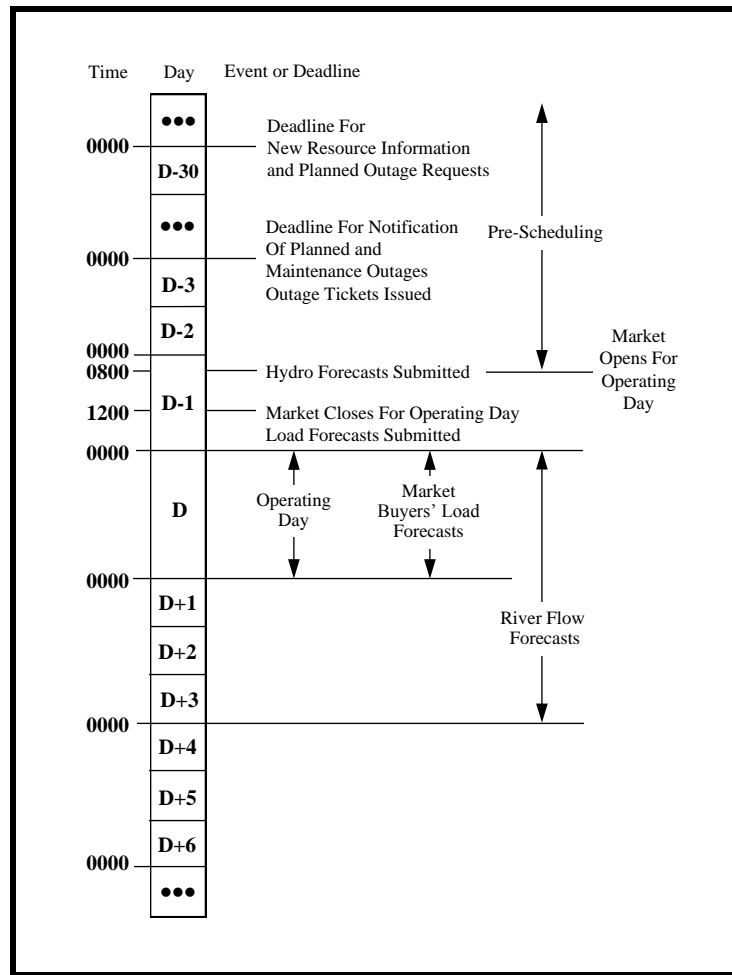 Time Day Event or Deadline
●●●
Deadline For
0000
New Resource Information
D-30
and Planned Outage Requests
●●●
Deadline For Notification
Pre-Scheduling
Of Planned and
0000
Maintenance Outages
D-3
Outage Tickets Issued
D-2
Market
0000
Opens For
0800
Hydro Forecasts Submitted
Operating
Day
D-1
1200
Market Closes For Operating Day
Load Forecasts Submitted
0000
D
Operating
Day
Market
Buyers' Load
Forecasts
0000
D+1
River Flow
Forecasts
D+2
D+3
0000
D+4
D+5
D+6
0000
●●●